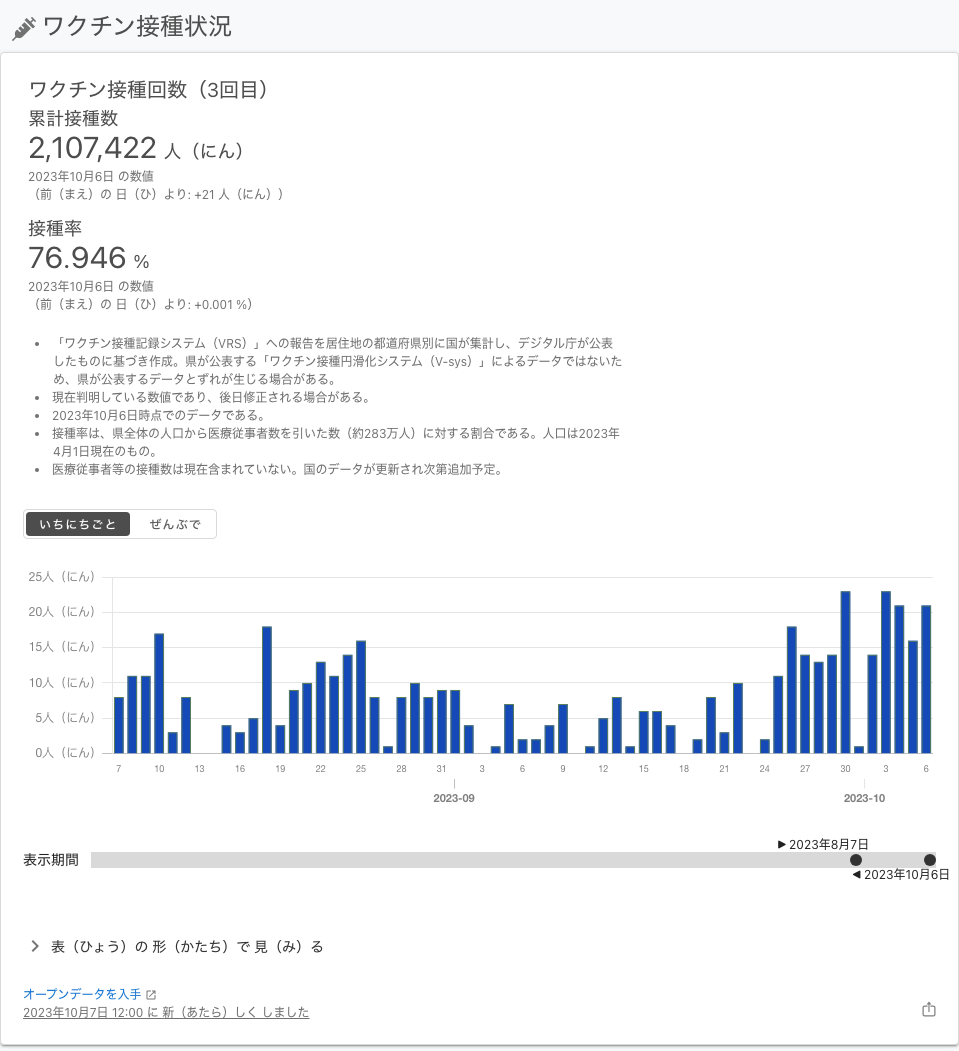 ワクチン接種状況
ワクチン接種回数（3回目）
累計接種数
2,107,422 人（にん）
2023年10月6日 の数値
（前（まえ）の 日（ひ）より: +21 人（にん））
接種率
76.946 %
2023年10月6日 の数値
（前（まえ）の 日（ひ）より: +0.001 %）
• 「ワクチン接種記録システム（VRS）」への報告を居住地の都道府県別に国が集計し、デジタル庁が公表
したものに基づき作成。県が公表する「ワクチン接種円滑化システム（V-sys）」によるデータではないた
め、県が公表するデータとずれが生じる場合がある。
• 現在判明している数値であり、後日修正される場合がある。
• 2023年10月6日時点でのデータである。
• 接種率は、県全体の人口から医療従事者数を引いた数（約283万人）に対する割合である。人口は2023年
4月1日現在のもの。
• 医療従事者等の接種数は現在含まれていない。国のデータが更新され次第追加予定。
いちにちごと ぜんぶで
25人（にん）
20人（にん）
15人（にん）
10人（にん）
5人（にん）
0人（にん）
7 10 13 16 19 22 25 28 31 3 6 9 12 15 18 21 24 27 30 3 6
2023-09 2023-10
▶ 2023年8月7日
表示期間
◀ 2023年10月6日
表（ひょう）の 形（かたち）で 見（み）る
オープンデータを入手
2023年10月7日 12:00 に 新（あたら）しく しました